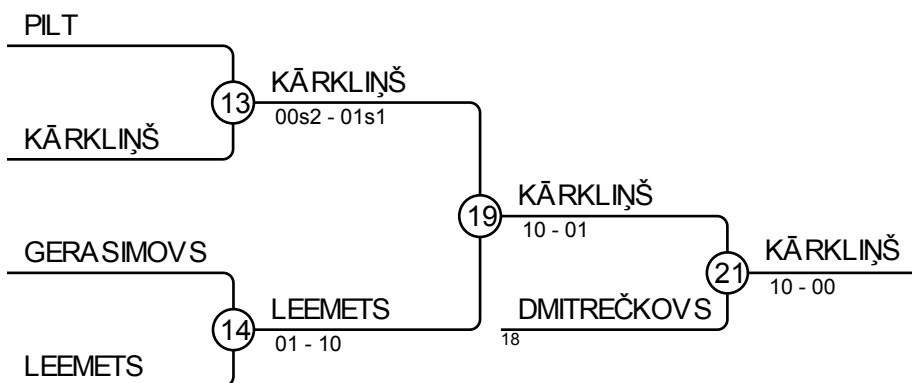 PILT
13
KĀRKLIŅŠ
00s2 - 01s1
KĀRKLIŅŠ
19
KĀRKLIŅŠ
10 - 01
GERASIMOVS
14
LEEMETS
01 - 10
LEEMETS
21
KĀRKLIŅŠ
10 - 00
DMITREČKOVS
18